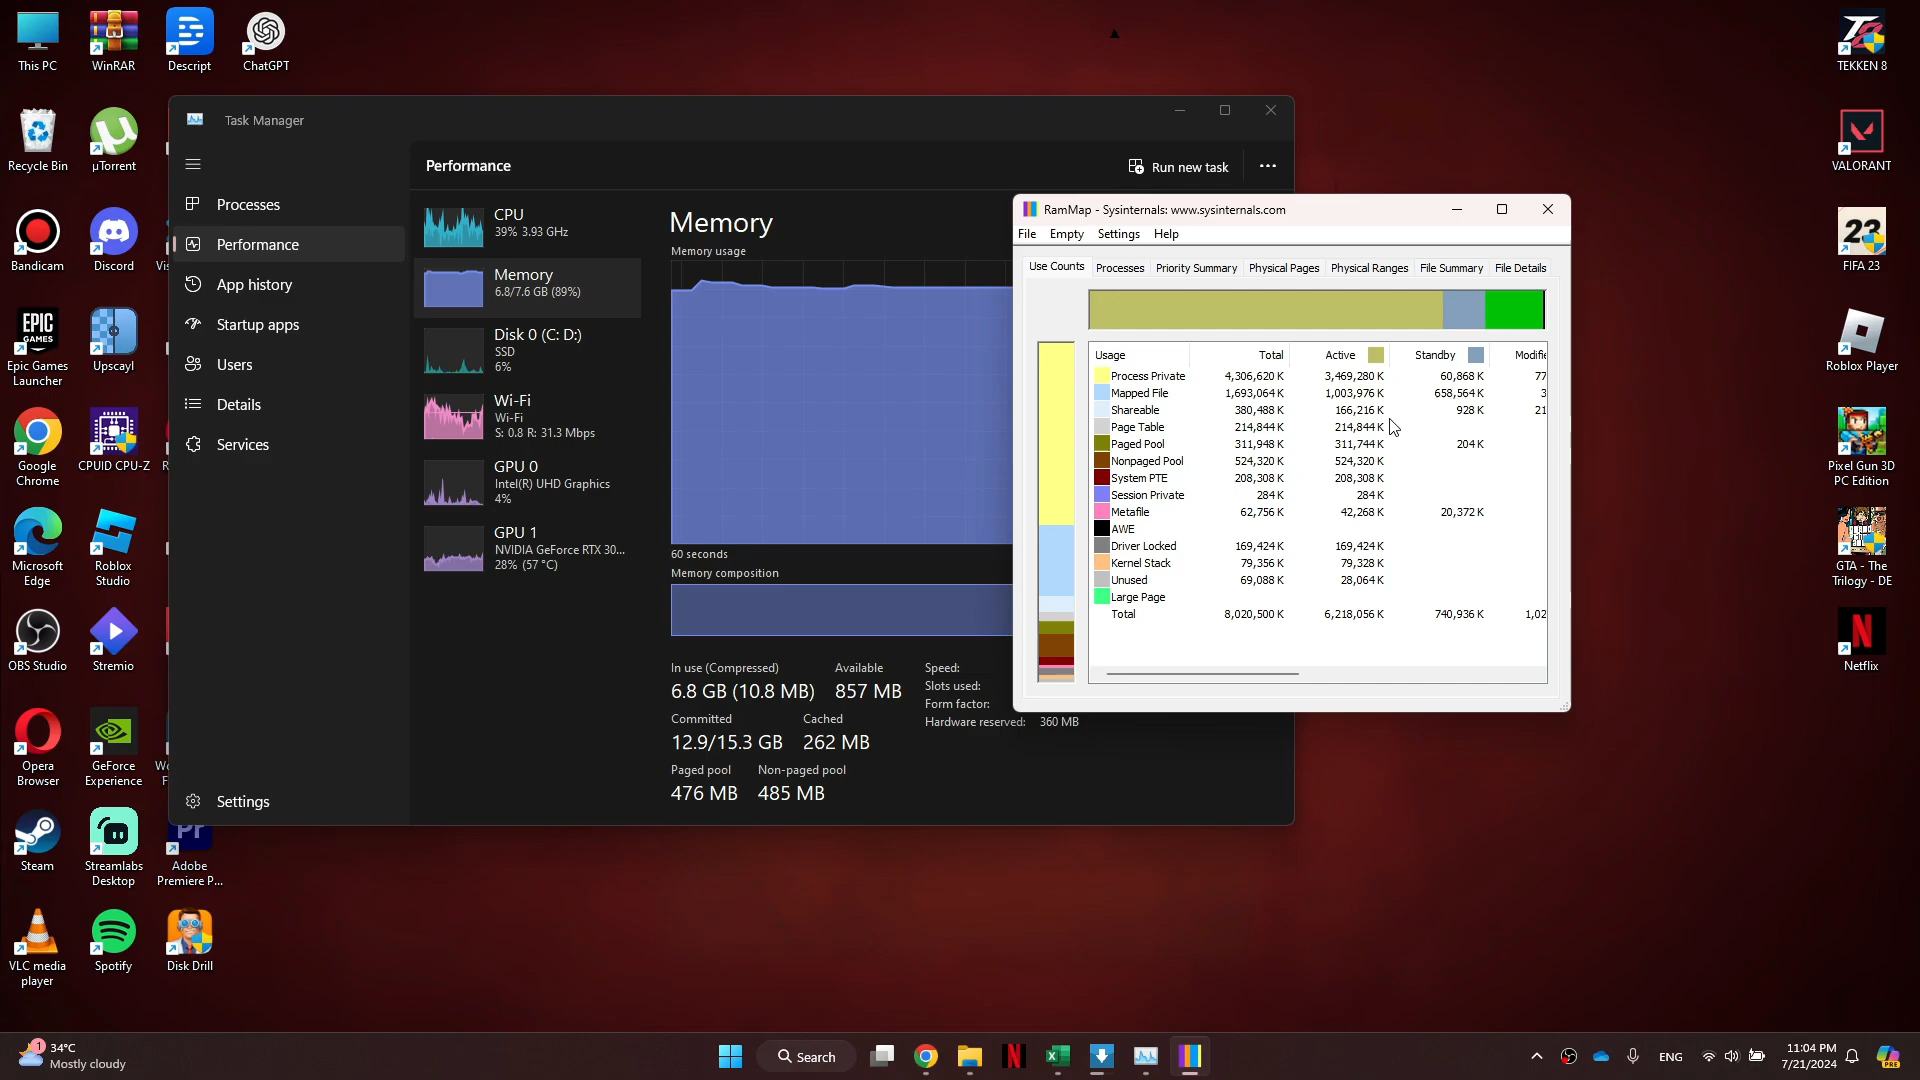 This PC
WinRAR
Descript
ChatGPT
TEKKEN 8
Recycle Bin
µTorrent
VALORANT
Bandicam
Discord
FIFA 23
EPIC
GAMES
Epic Games
Launcher
Upscayl
Roblox Player
Google
Chrome
CPUID CPU-Z
Pixel Gun 3D
PC Edition
Microsoft
Edge
Roblox
Studio
GTA - The
Trilogy - DE
OBS Studio
Stremio
Netflix
Opera
Browser
GeForce
Experience
Steam
Streamlabs
Desktop
Adobe
Premiere P...
VLC media
player
Spotify
Disk Drill
Task Manager
Processes
Performance
App history
Startup apps
Users
Details
Services
Settings
Performance
Run new task
CPU
39% 3.93 GHz
Memory
6.8/7.6 GB (89%)
Disk 0 (C: D:)
SSD
6%
Wi-Fi
Wi-Fi
S: 0.8 R: 31.3 Mbps
GPU 0
Intel(R) UHD Graphics
4%
GPU 1
NVIDIA GeForce RTX 30...
28% (57 °C)
Memory
Memory usage
60 seconds
Memory composition
In use (Compressed)
6.8 GB (10.8 MB)
Available
857 MB
Committed
12.9/15.3 GB
Cached
262 MB
Paged pool
476 MB
Non-paged pool
485 MB
Speed:
Slots used:
Form factor:
Hardware reserved: 360 MB
RamMap - Sysinternals: www.sysinternals.com
File Empty Settings Help
Use Counts Processes Priority Summary Physical Pages Physical Ranges File Summary File Details
Usage Total Active Standby Modifie
Process Private 4,306,620 K 3,469,280 K 60,868 K 77
Mapped File 1,693,064 K 1,003,976 K 658,564 K 3
Shareable 380,488 K 166,216 K 928 K 21
Page Table 214,844 K 214,844 K
Paged Pool 311,948 K 311,744 K 204 K
Nonpaged Pool 524,320 K 524,320 K
System PTE 208,308 K 208,308 K
Session Private 284 K 284 K
Metafile 62,756 K 42,268 K 20,372 K
AWE
Driver Locked 169,424 K 169,424 K
Kernel Stack 79,356 K 79,328 K
Unused 69,088 K 28,064 K
Large Page
Total 8,020,500 K 6,218,056 K 740,936 K 1,02
34°C
Mostly cloudy
Search
ENG
11:04 PM
7/21/2024